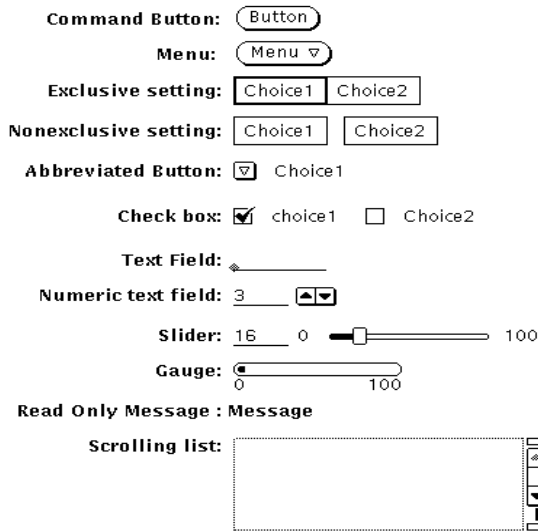 Command Button: Button
Menu: Menu
Exclusive setting: Choice1 Choice2
Nonexclusive setting: Choice1 Choice2
Abbreviated Button: Choice1
Check box: choice1 Choice2
Text Field:
Numeric text field: 3
Slider: 16 0 100
Gauge:
0 100
Read Only Message : Message
Scrolling list: